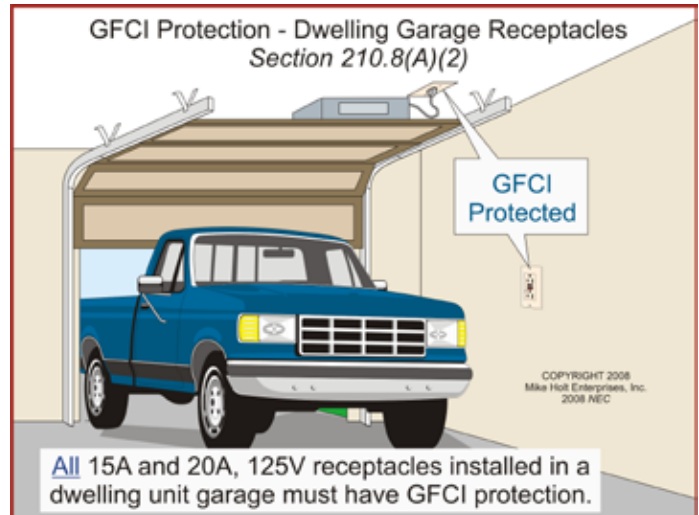 GFCI Protection - Dwelling Garage Receptacles
Section 210.8(A)(2)
GFCI
Protected
COPYRIGHT 2008
Mike Holt Enterprises, Inc.
2008 NEC
All 15A and 20A, 125V receptacles installed in a
dwelling unit garage must have GFCI protection.